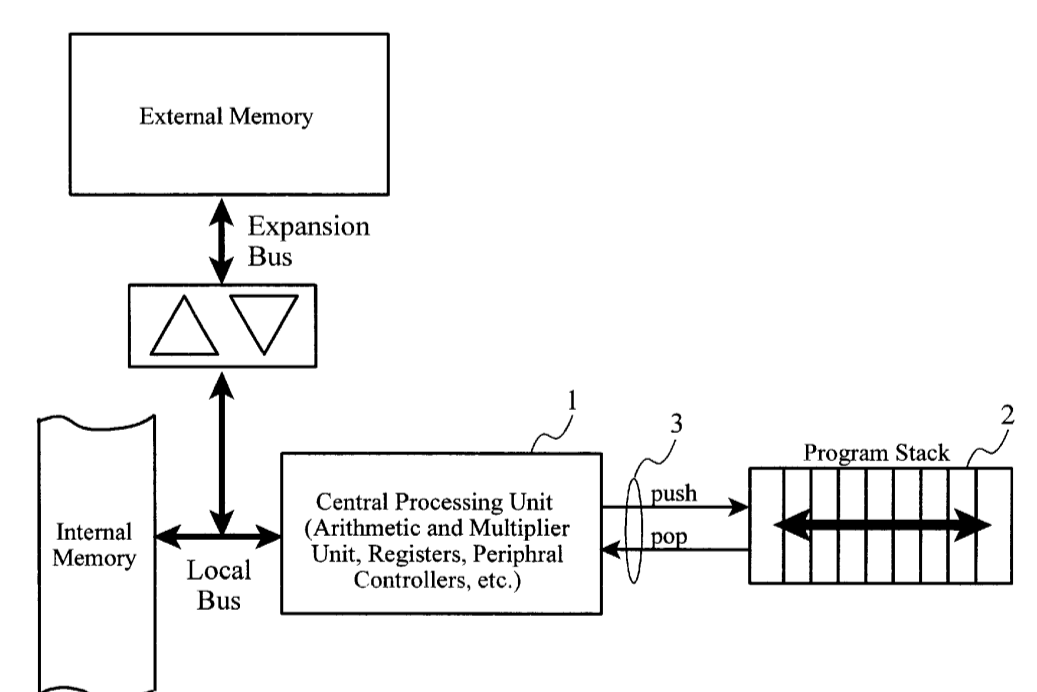 External Memory
Expansion
Bus
1
3
2
Program Stack
push
pop
Central Processing Unit
(Arithmetic and Multiplier
Unit, Registers, Periphral
Controllers, etc.)
Internal
Memory
Local
Bus